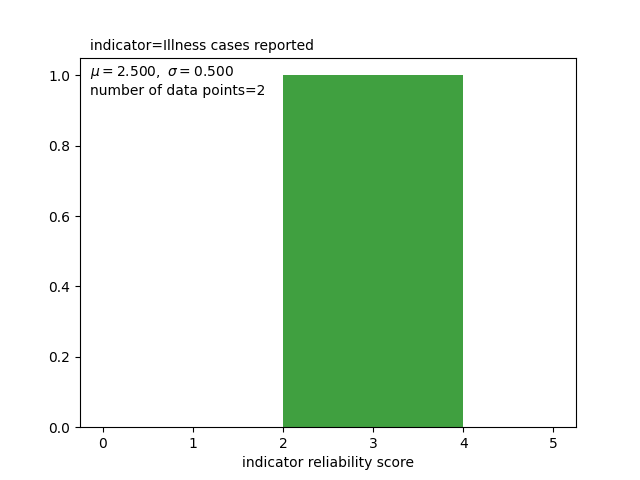 indicator=Illness cases reported
μ = 2.500, σ = 0.500
number of data points=2
1.0
0.8
0.6
0.4
0.2
0.0
0 1 2 3 4 5
indicator reliability score